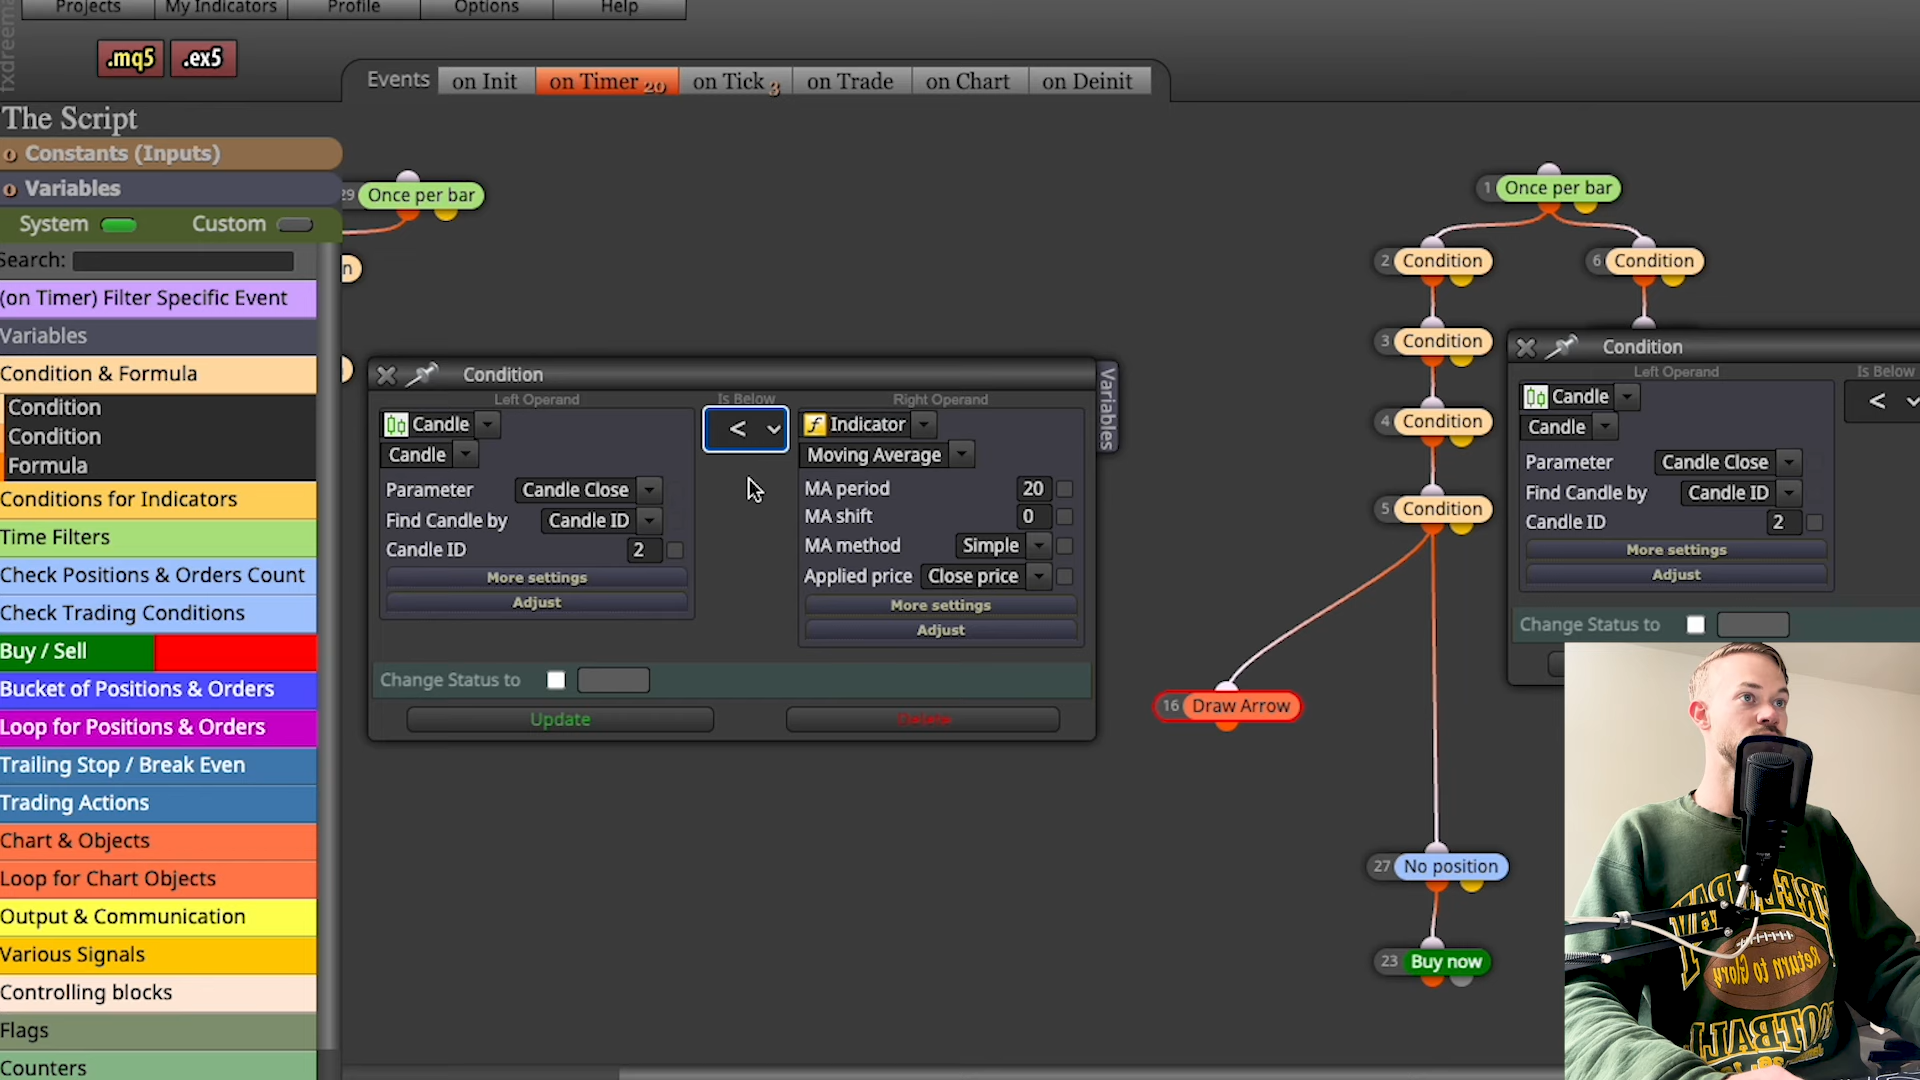 Projects
My Indicators
Profile
Options
Help
fxdreema
.mq5
.ex5
Events
on Init
on Timer 20
on Tick 3
on Trade
on Chart
on Deinit
The Script
Constants (Inputs)
Variables
System
Custom
Search:
(on Timer) Filter Specific Event
Variables
Condition & Formula
Condition
Condition
Formula
Conditions for Indicators
Time Filters
Check Positions & Orders Count
Check Trading Conditions
Buy / Sell
Bucket of Positions & Orders
Loop for Positions & Orders
Trailing Stop / Break Even
Trading Actions
Chart & Objects
Loop for Chart Objects
Output & Communication
Various Signals
Controlling blocks
Flags
Counters
29 Once per bar
n
Condition
Left Operand
Is Below
Right Operand
Variables
Candle
<
Indicator
Candle
Moving Average
Parameter
Candle Close
MA period
20
Find Candle by
Candle ID
MA shift
0
Candle ID
2
MA method
Simple
More settings
Applied price
Close price
Adjust
More settings
Adjust
Change Status to
Update
Delete
1 Once per bar
2 Condition
6 Condition
3 Condition
4 Condition
5 Condition
16 Draw Arrow
27 No position
23 Buy now
Condition
Left Operand
Is Below
Candle
<
Candle
Parameter
Candle Close
Find Candle by
Candle ID
Candle ID
2
More settings
Adjust
Change Status to
Return to
Glory